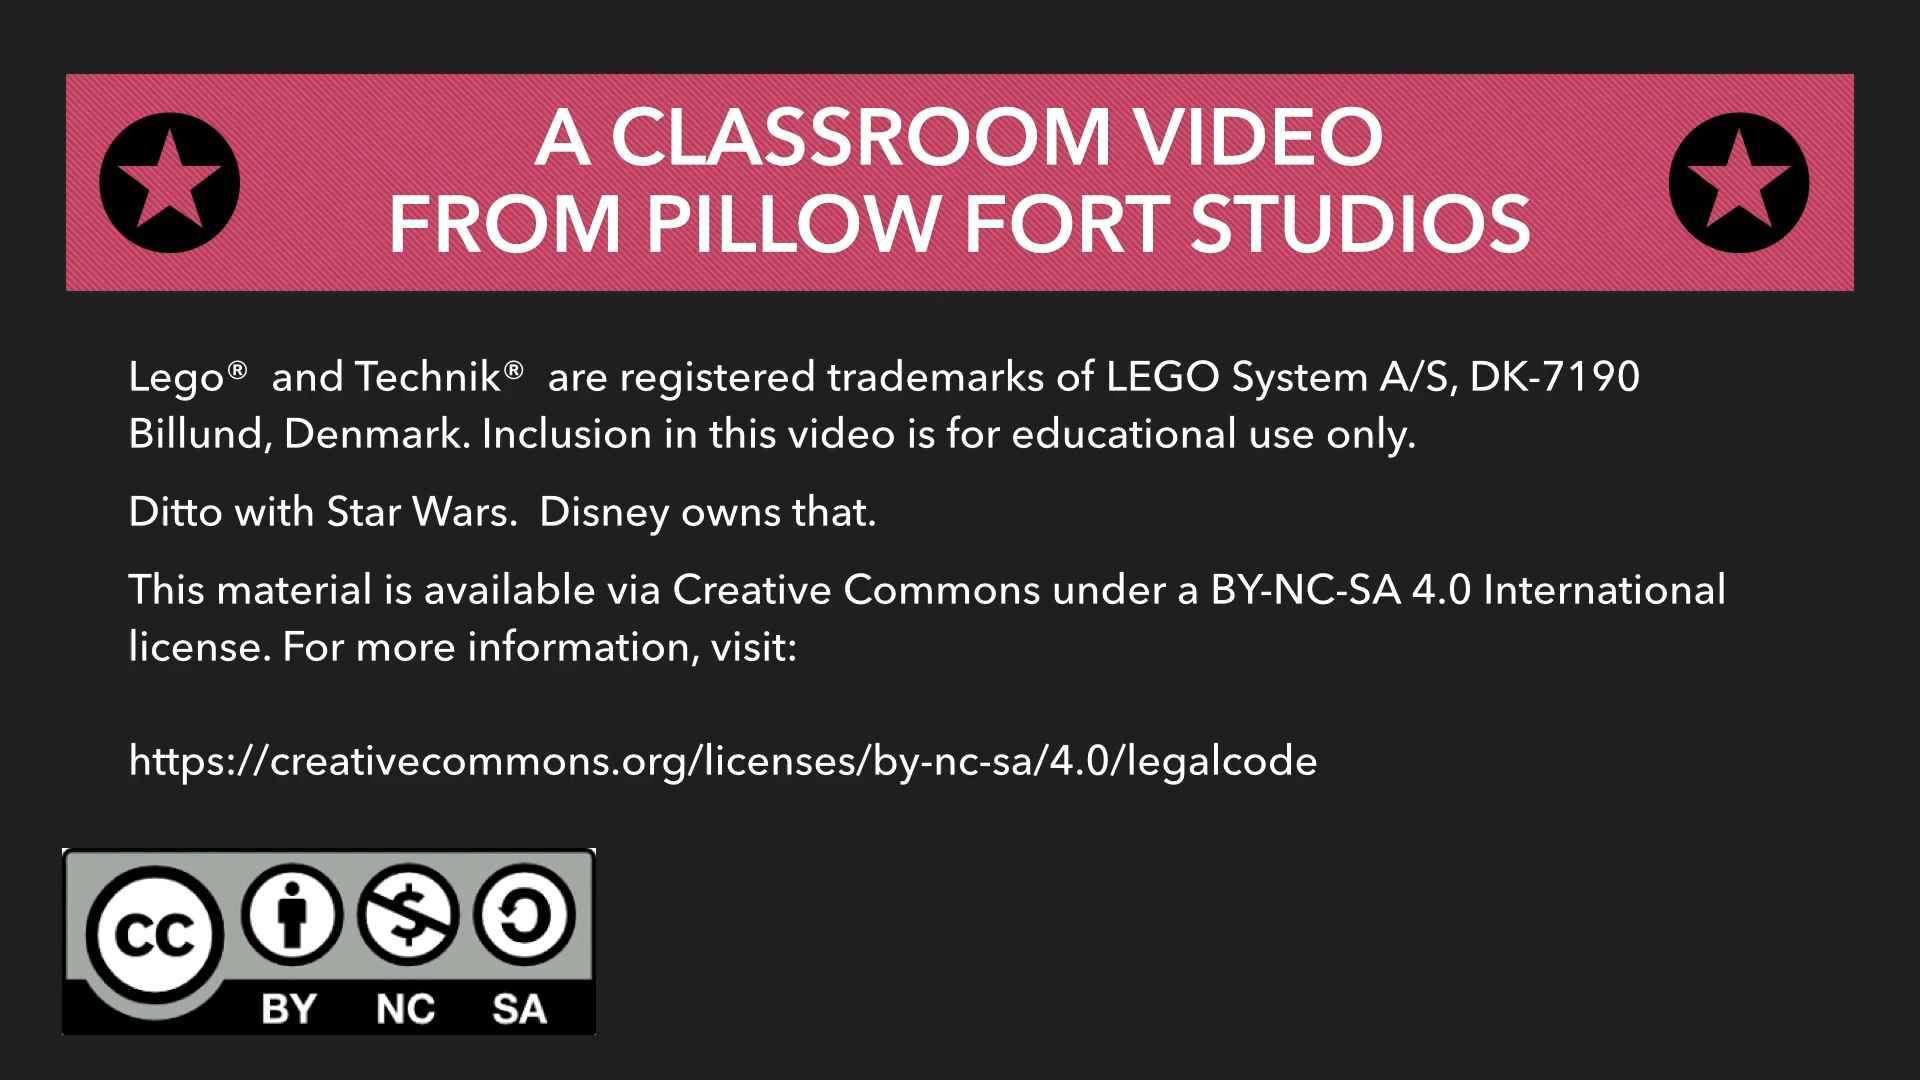 A CLASSROOM VIDEO
FROM PILLOW FORT STUDIOS
Lego® and Technik® are registered trademarks of LEGO System A/S, DK-7190
Billund, Denmark. Inclusion in this video is for educational use only.
Ditto with Star Wars. Disney owns that.
This material is available via Creative Commons under a BY-NC-SA 4.0 International
license. For more information, visit:
https://creativecommons.org/licenses/by-nc-sa/4.0/legalcode
CC
BY NC SA